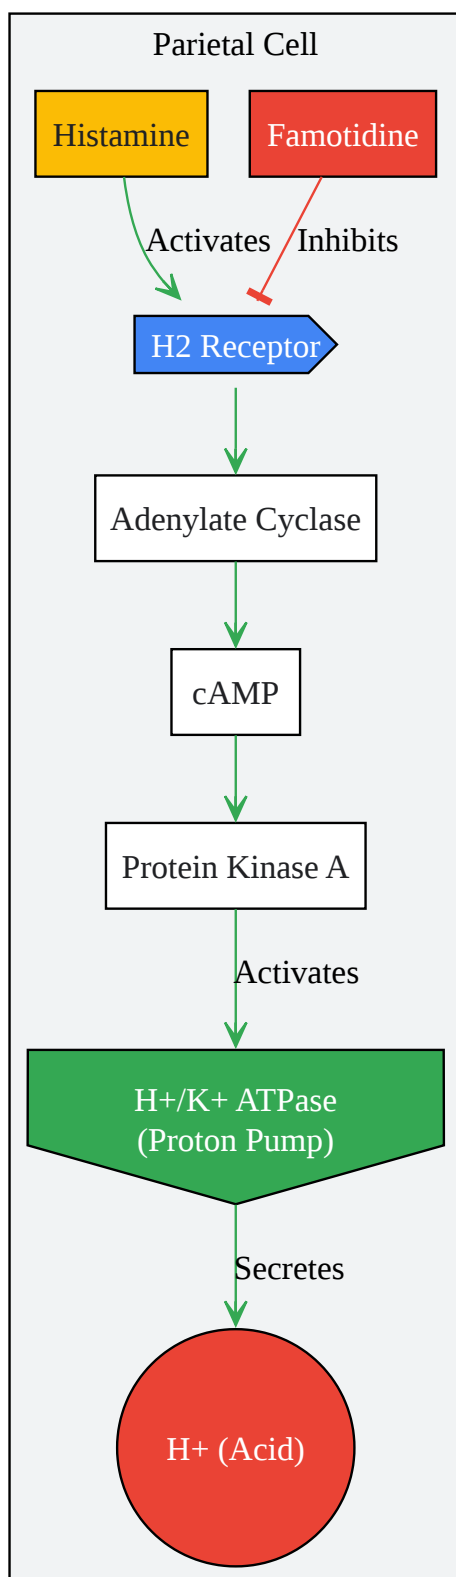 Parietal Cell
Histamine
Famotidine
Activates
Inhibits
H2 Receptor
Adenylate Cyclase
cAMP
Protein Kinase A
Activates
H+/K+ ATPase
(Proton Pump)
Secretes
H+ (Acid)